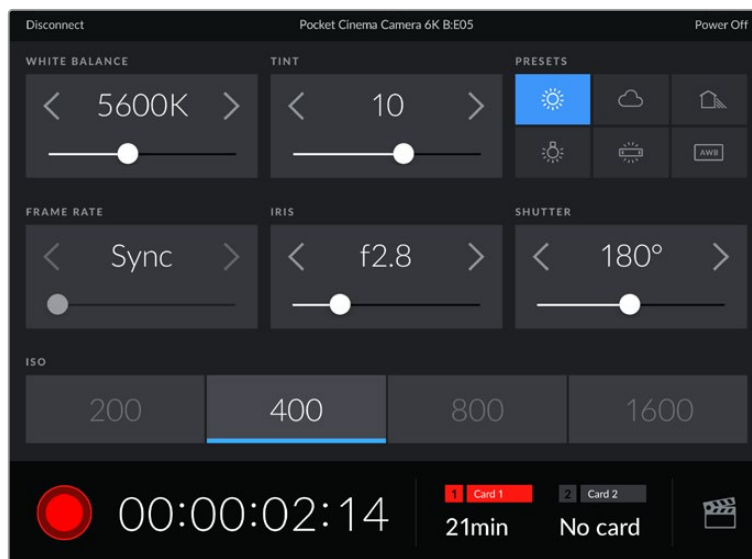 Disconnect Pocket Cinema Camera 6K B:E05 Power Off
WHITE BALANCE TINT PRESETS
5600K 10
AWB
FRAME RATE IRIS SHUTTER
Sync f2.8 180°
ISO
200 400 800 1600
00:00:02:14
1 Card 1 2 Card 2
21min No card